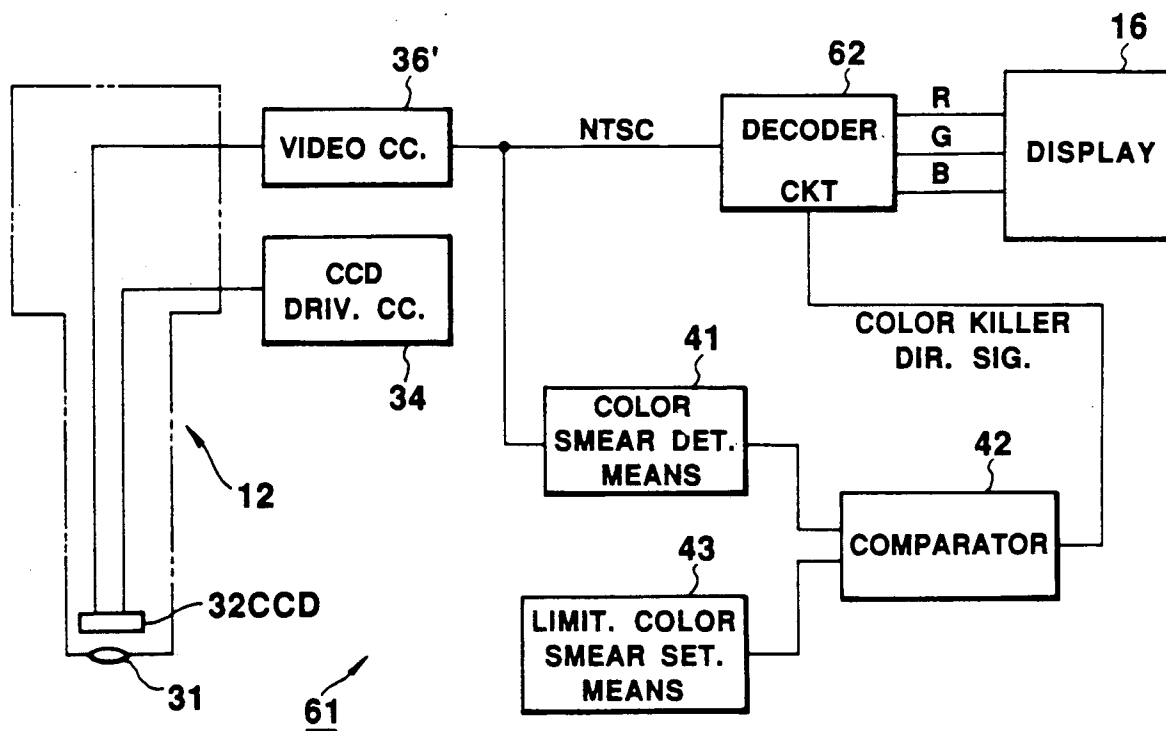 16
62
36'
R
NTSC
DECODER
G
VIDEO CC.
DISPLAY
B
CKT
CCD
DRIV. CC.
COLOR KILLER
DIR. SIG.
34
41
COLOR
SMEAR DET.
MEANS
42
12
COMPARATOR
43
32CCD
LIMIT. COLOR
SMEAR SET.
MEANS
31
61